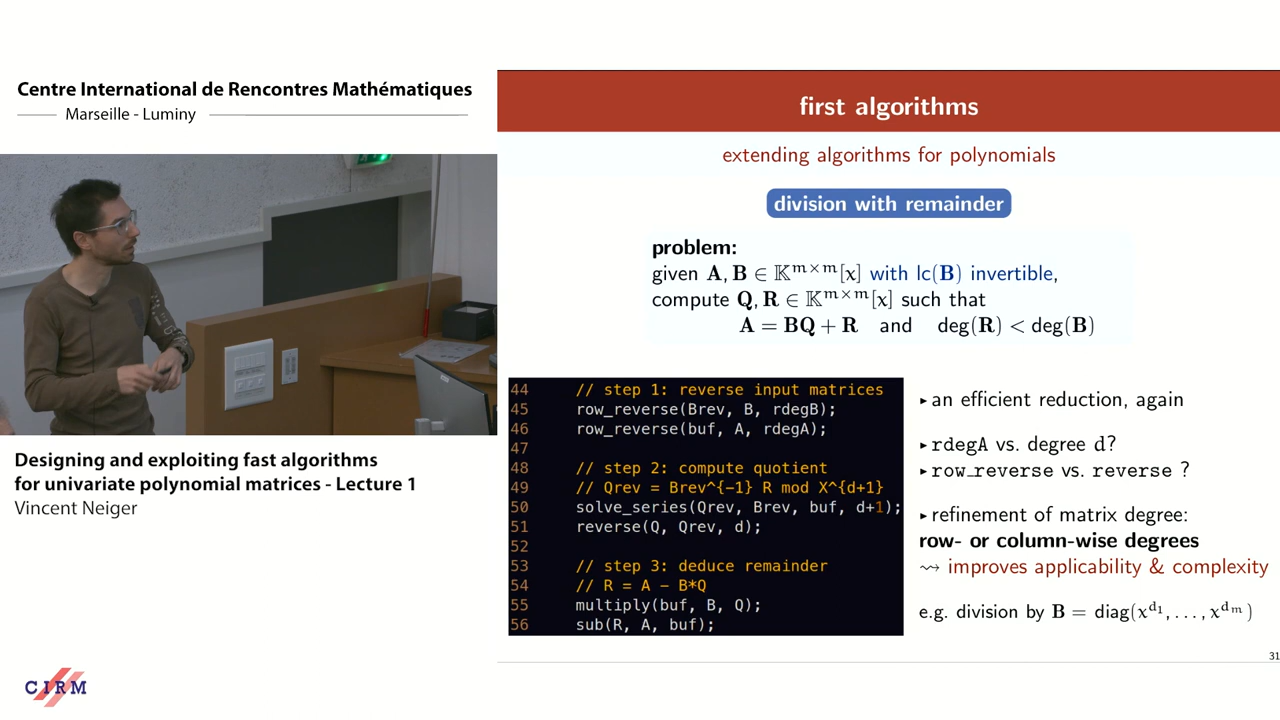 Centre International de Rencontres Mathématiques
Marseille - Luminy
Designing and exploiting fast algorithms
for univariate polynomial matrices - Lecture 1
Vincent Neiger
CIRM
first algorithms
extending algorithms for polynomials
division with remainder
problem:
given A, B ∈ 𝕂^{m×m}[x] with lc(B) invertible,
compute Q, R ∈ 𝕂^{m×m}[x] such that
A = BQ + R and deg(R) < deg(B)
44 // step 1: reverse input matrices
45 row_reverse(Brev, B, rdegB);
46 row_reverse(buf, A, rdegA);
47
48 // step 2: compute quotient
49 // Qrev = Brev^{-1} R mod X^{d+1}
50 solve_series(Qrev, Brev, buf, d+1);
51 reverse(Q, Qrev, d);
52
53 // step 3: deduce remainder
54 // R = A - B*Q
55 multiply(buf, B, Q);
56 sub(R, A, buf);
▸ an efficient reduction, again
▸ rdegA vs. degree d?
▸ row_reverse vs. reverse ?
▸ refinement of matrix degree:
row- or column-wise degrees
⇝ improves applicability & complexity
e.g. division by B = diag(x^{d_1}, . . . , x^{d_m})
31